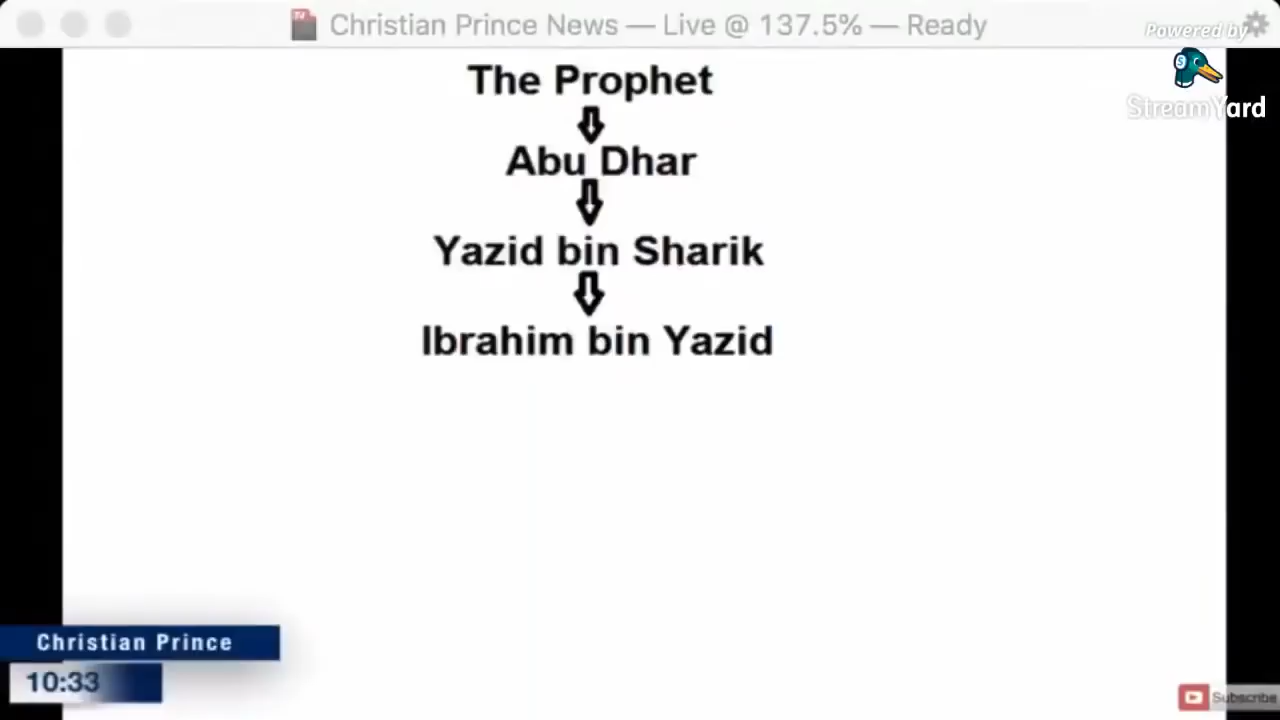 Christian Prince News — Live @ 137.5% — Ready
Powered by
StreamYard
The Prophet
Abu Dhar
Yazid bin Sharik
Ibrahim bin Yazid
Christian Prince
10:33
Subscribe